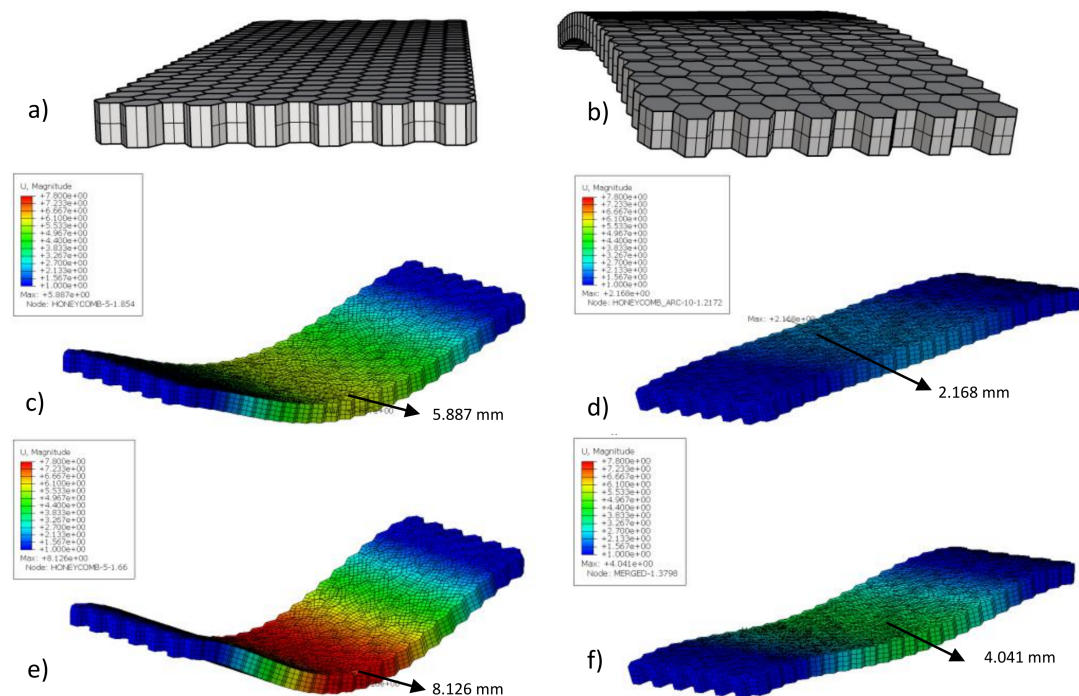 a)
b)
U, Magnitude
+7.800e+00
+7.233e+00
+6.667e+00
+6.100e+00
+5.533e+00
+4.967e+00
+4.400e+00
+3.833e+00
+3.267e+00
+2.700e+00
+2.133e+00
+1.567e+00
+1.000e+00
Max: +5.887e+00
Node: HONEYCOMB-5-1.854
c)
5.887 mm
U, Magnitude
+7.800e+00
+7.233e+00
+6.667e+00
+6.100e+00
+5.533e+00
+4.967e+00
+4.400e+00
+3.833e+00
+3.267e+00
+2.700e+00
+2.133e+00
+1.567e+00
+1.000e+00
Max: +2.168e+00
Node: HONEYCOMB_ARC-10-1.2172
Max: +2.168e+00
d)
2.168 mm
U, Magnitude
+7.800e+00
+7.233e+00
+6.667e+00
+6.100e+00
+5.533e+00
+4.967e+00
+4.400e+00
+3.833e+00
+3.267e+00
+2.700e+00
+2.133e+00
+1.567e+00
+1.000e+00
Max: +8.126e+00
Node: HONEYCOMB-5-1.66
e)
8.126 mm
U, Magnitude
+7.800e+00
+7.233e+00
+6.667e+00
+6.100e+00
+5.533e+00
+4.967e+00
+4.400e+00
+3.833e+00
+3.267e+00
+2.700e+00
+2.133e+00
+1.567e+00
+1.000e+00
Max: +4.041e+00
Node: MERGED-1.3798
f)
4.041 mm